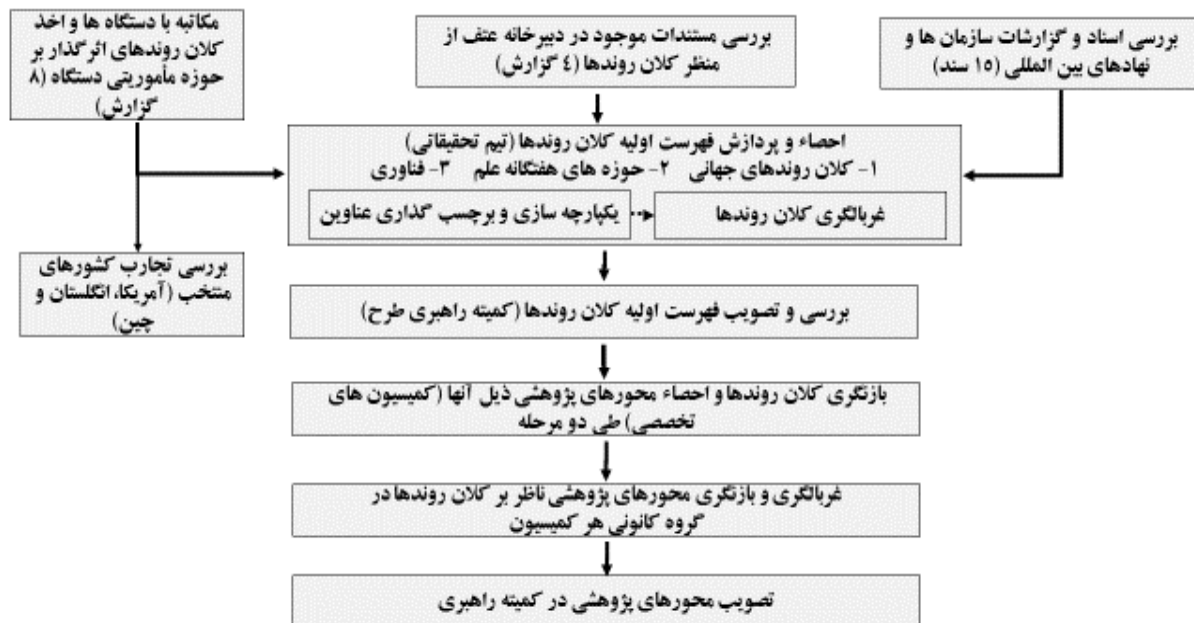 بررسی اسناد و گزارشات سازمان ها و
نهادهای بین المللی (۱۵ سند)
بررسی مستندات موجود در دبیرخانه عتف از
منظر کلان روندها (۴ گزارش)
مکاتبه با دستگاه ها و اخذ
کلان روندهای اثرگذار بر
حوزه مأموریتی دستگاه (۸
گزارش)
احصاء و پردازش فهرست اولیه کلان روندها (تیم تحقیقاتی)
۱- کلان روندهای جهانی ۲- حوزه های هفتگانه علم ۳- فناوری
غربالگری کلان روندها
یکپارچه سازی و برچسب گذاری عناوین
بررسی تجارب کشورهای
منتخب (آمریکا، انگلستان و
چین)
بررسی و تصویب فهرست اولیه کلان روندها (کمیته راهبری طرح)
بازنگری کلان روندها و احصاء محورهای پژوهشی ذیل آنها (کمیسیون های
تخصصی) طی دو مرحله
غربالگری و بازنگری محورهای پژوهشی ناظر بر کلان روندها در
گروه کانونی هر کمیسیون
تصویب محورهای پژوهشی در کمیته راهبری